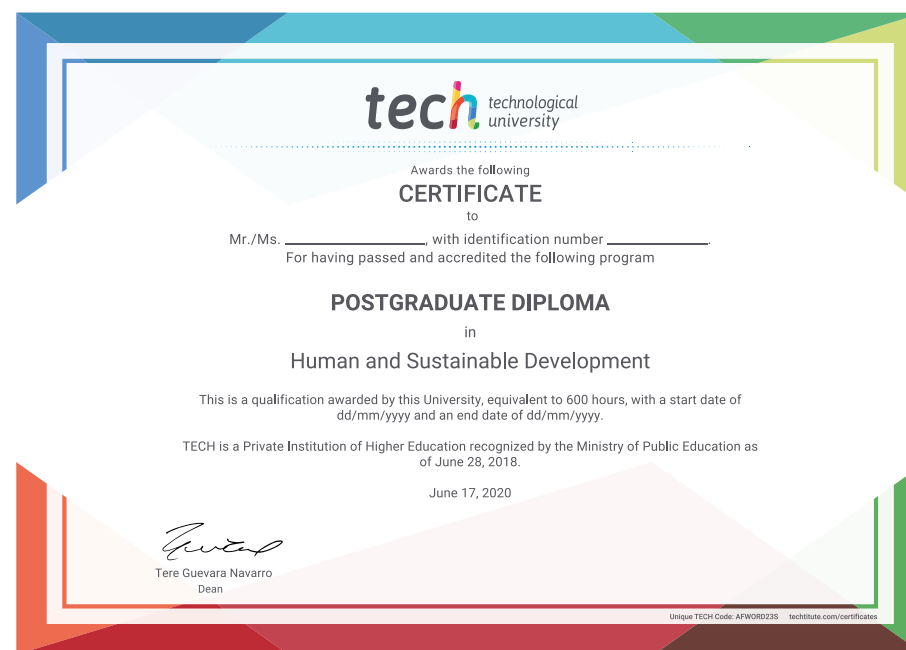 tech technological university
Awards the following
CERTIFICATE
to
Mr./Ms. ____________________, with identification number ______________.
For having passed and accredited the following program
POSTGRADUATE DIPLOMA
in
Human and Sustainable Development
This is a qualification awarded by this University, equivalent to 600 hours, with a start date of
dd/mm/yyyy and an end date of dd/mm/yyyy.
TECH is a Private Institution of Higher Education recognized by the Ministry of Public Education as
of June 28, 2018.
June 17, 2020
Tere Guevara Navarro
Dean
Unique TECH Code: AFWORD23S techtitute.com/certificates